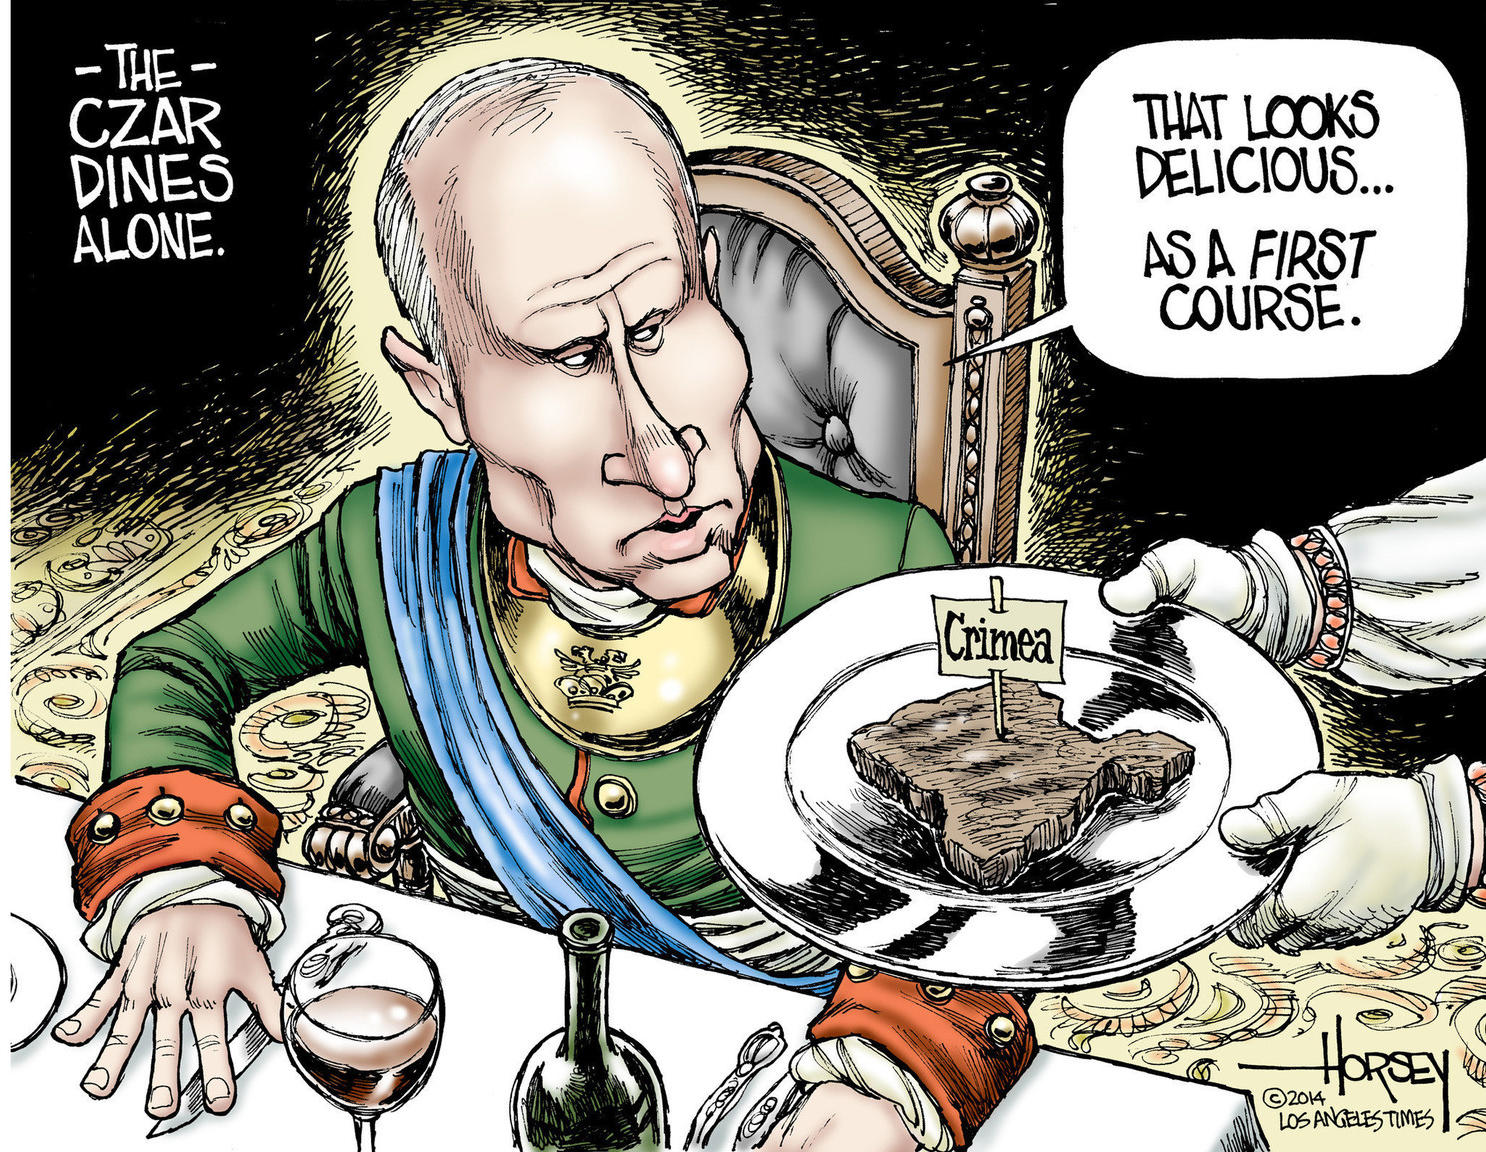 - THE -
CZAR
DINES
ALONE.
THAT LOOKS
DELICIOUS...
AS A FIRST
COURSE.
Crimea
HORSEY
© 2014
LOS ANGELES TIMES